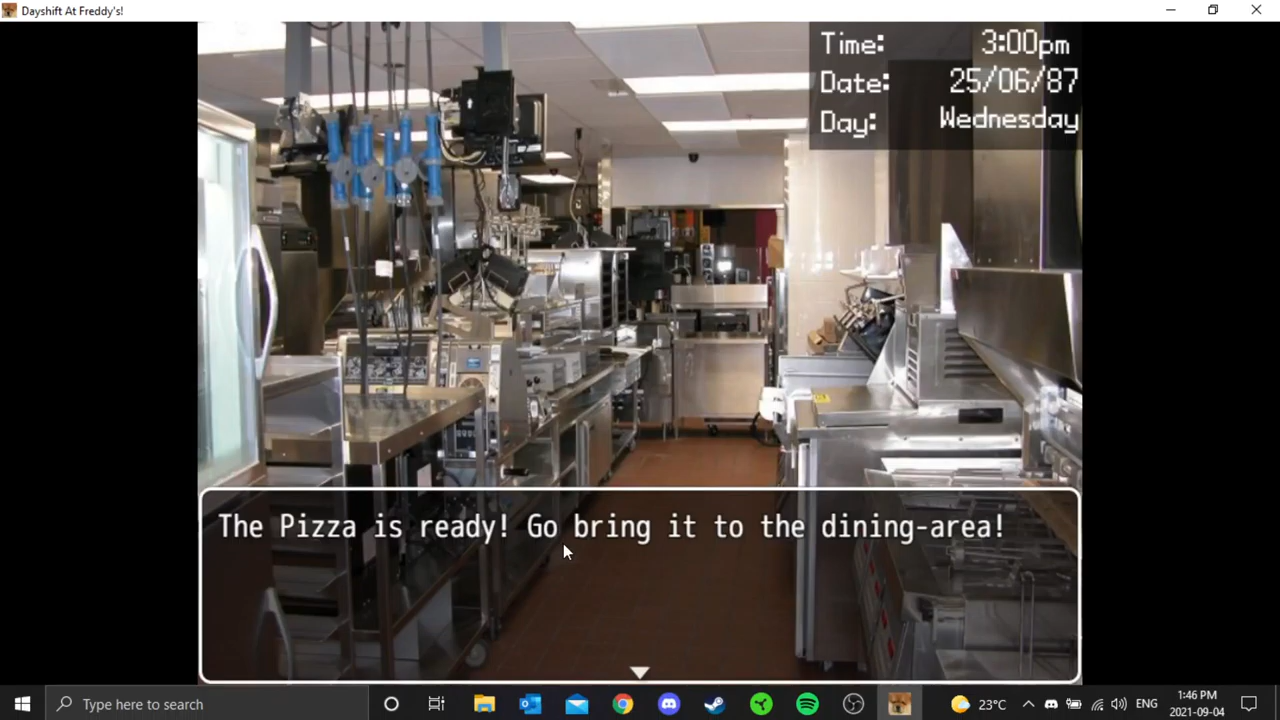 Dayshift At Freddy's!
Time: 3:00pm
Date: 25/06/87
Day: Wednesday
The Pizza is ready! Go bring it to the dining-area!
Type here to search
23°C
ENG
1:46 PM
2021-09-04